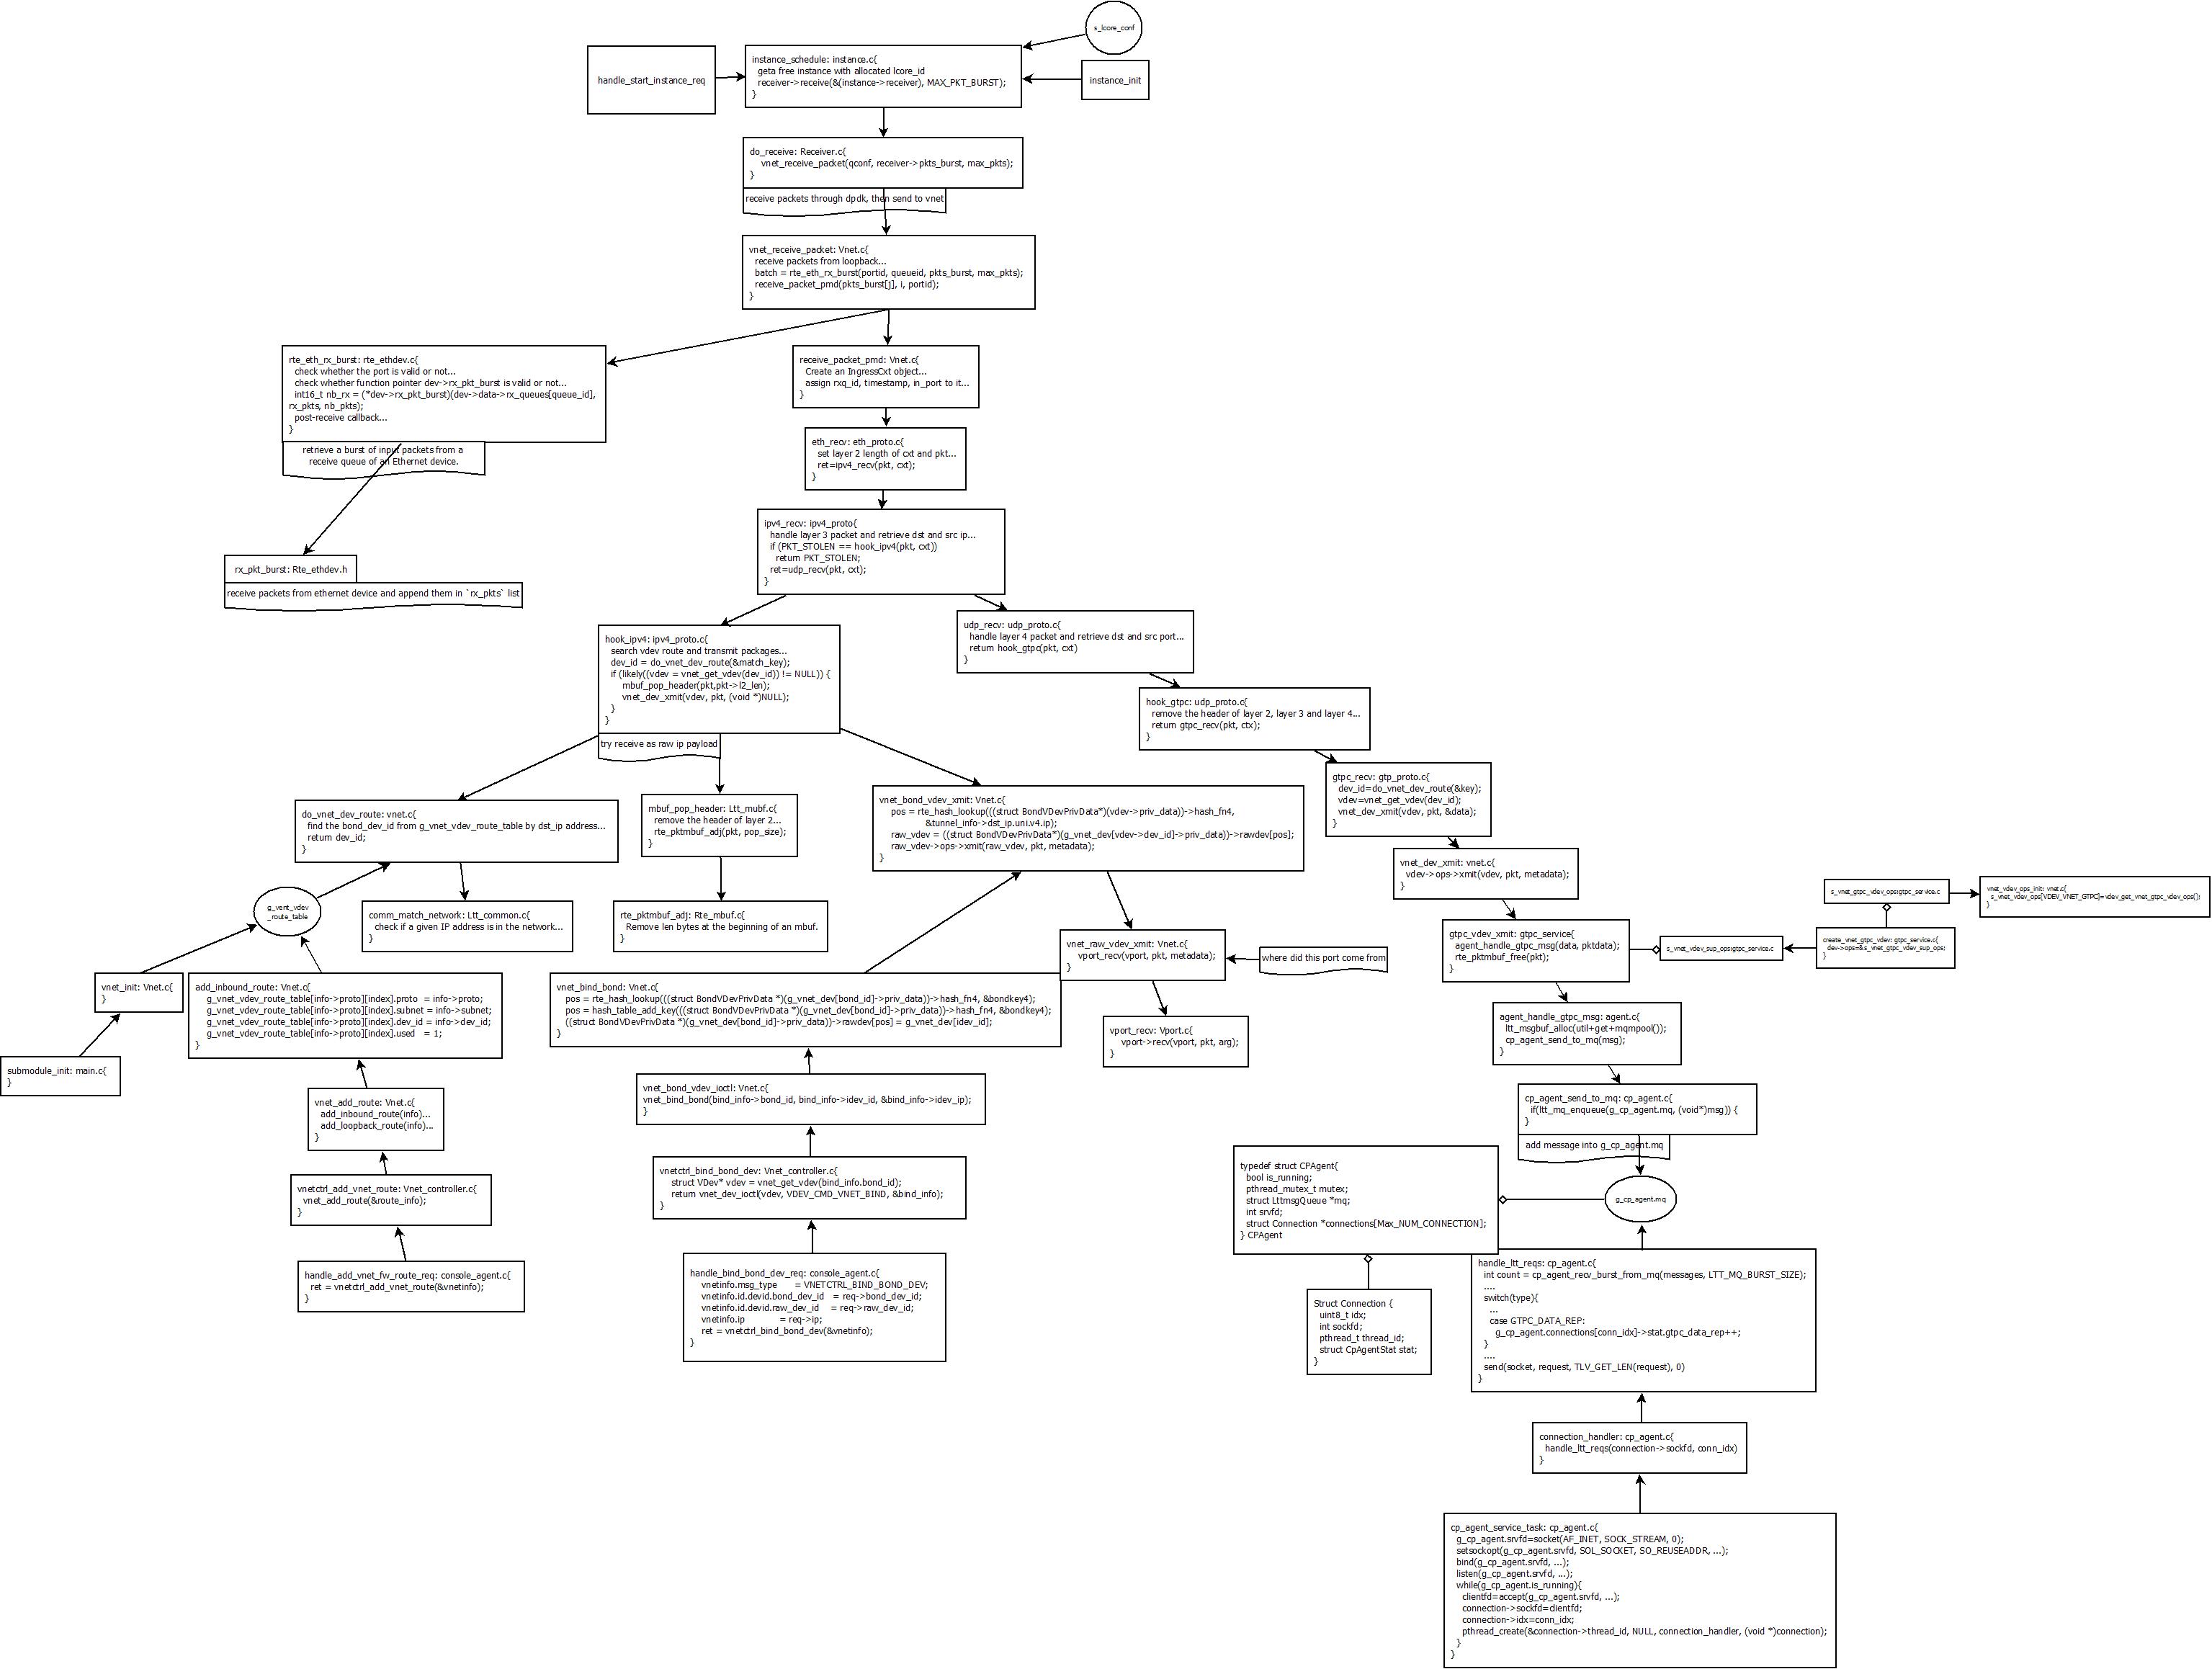 s_lcore_conf
handle_start_instance_req
instance_schedule: instance.c{
geta free instance with allocated lcore_id
receiver->receive(&(instance->receiver), MAX_PKT_BURST);
}
instance_init
do_receive: Receiver.c{
vnet_receive_packet(qconf, receiver->pkts_burst, max_pkts);
}
receive packets through dpdk, then send to vnet
vnet_receive_packet: Vnet.c{
receive packets from loopback...
batch = rte_eth_rx_burst(portid, queueid, pkts_burst, max_pkts);
receive_packet_pmd(pkts_burst[j], i, portid);
}
rte_eth_rx_burst: rte_ethdev.c{
check whether the port is valid or not...
check whether function pointer dev->rx_pkt_burst is valid or not...
int16_t nb_rx = (*dev->rx_pkt_burst)(dev->data->rx_queues[queue_id],
rx_pkts, nb_pkts);
post-receive callback...
}
retrieve a burst of input packets from a
receive queue of an Ethernet device.
rx_pkt_burst: Rte_ethdev.h
receive packets from ethernet device and append them in `rx_pkts` list
receive_packet_pmd: Vnet.c{
Create an IngressCxt object...
assign rxq_id, timestamp, in_port to it...
}
eth_recv: eth_proto.c{
set layer 2 length of cxt and pkt...
ret=ipv4_recv(pkt, cxt);
}
ipv4_recv: ipv4_proto{
handle layer 3 packet and retrieve dst and src ip...
if (PKT_STOLEN == hook_ipv4(pkt, cxt))
return PKT_STOLEN;
ret=udp_recv(pkt, cxt);
}
hook_ipv4: ipv4_proto.c{
search vdev route and transmit packages...
dev_id = do_vnet_dev_route(&match_key);
if (likely((vdev = vnet_get_vdev(dev_id)) != NULL)) {
mbuf_pop_header(pkt,pkt->l2_len);
vnet_dev_xmit(vdev, pkt, (void *)NULL);
}
}
try receive as raw ip payload
udp_recv: udp_proto.c{
handle layer 4 packet and retrieve dst and src port...
return hook_gtpc(pkt, cxt)
}
hook_gtpc: udp_proto.c{
remove the header of layer 2, layer 3 and layer 4...
return gtpc_recv(pkt, ctx);
}
gtpc_recv: gtp_proto.c{
dev_id=do_vnet_dev_route(&key);
vdev=vnet_get_vdev(dev_id);
vnet_dev_xmit(vdev, pkt, &data);
}
do_vnet_dev_route: vnet.c{
find the bond_dev_id from g_vnet_vdev_route_table by dst_ip address...
return dev_id;
}
mbuf_pop_header: Ltt_mubf.c{
remove the header of layer 2...
rte_pktmbuf_adj(pkt, pop_size);
}
vnet_bond_vdev_xmit: Vnet.c{
pos = rte_hash_lookup(((struct BondVDevPrivData*)(vdev->priv_data))->hash_fn4,
&tunnel_info->dst_ip.uni.v4.ip);
raw_vdev = ((struct BondVDevPrivData*)(g_vnet_dev[vdev->dev_id]->priv_data))->rawdev[pos];
raw_vdev->ops->xmit(raw_vdev, pkt, metadata);
}
vnet_dev_xmit: vnet.c{
vdev->ops->xmit(vdev, pkt, metadata);
}
g_vent_vdev
_route_table
comm_match_network: Ltt_common.c{
check if a given IP address is in the network...
}
rte_pktmbuf_adj: Rte_mbuf.c{
Remove len bytes at the beginning of an mbuf.
}
s_vnet_gtpc_vdev_ops:gtpc_service.c
vnet_vdev_ops_init: vnet.c{
s_vnet_vdev_ops[VDEV_VNET_GTPC]=vdev_get_vnet_gtpc_vdev_ops();
}
gtpc_vdev_xmit: gtpc_service{
agent_handle_gtpc_msg(data, pktdata);
rte_pktmbuf_free(pkt);
}
s_vnet_vdev_sup_ops:gtpc_service.c
create_vnet_gtpc_vdev: gtpc_service.c{
dev->ops=&s_vnet_gtpc_vdev_sup_ops;
}
vnet_raw_vdev_xmit: Vnet.c{
vport_recv(vport, pkt, metadata);
}
where did this port come from
vnet_init: Vnet.c{
}
add_inbound_route: Vnet.c{
g_vnet_vdev_route_table[info->proto][index].proto = info->proto;
g_vnet_vdev_route_table[info->proto][index].subnet = info->subnet;
g_vnet_vdev_route_table[info->proto][index].dev_id = info->dev_id;
g_vnet_vdev_route_table[info->proto][index].used = 1;
}
vnet_bind_bond: Vnet.c{
pos = rte_hash_lookup(((struct BondVDevPrivData *)(g_vnet_dev[bond_id]->priv_data))->hash_fn4, &bondkey4);
pos = hash_table_add_key(((struct BondVDevPrivData *)(g_vnet_dev[bond_id]->priv_data))->hash_fn4, &bondkey4);
((struct BondVDevPrivData *)(g_vnet_dev[bond_id]->priv_data))->rawdev[pos] = g_vnet_dev[idev_id];
}
vport_recv: Vport.c{
vport->recv(vport, pkt, arg);
}
agent_handle_gtpc_msg: agent.c{
ltt_msgbuf_alloc(util+get+mqmpool());
cp_agent_send_to_mq(msg);
}
submodule_init: main.c{
}
vnet_add_route: Vnet.c{
add_inbound_route(info)...
add_loopback_route(info)...
}
vnet_bond_vdev_ioctl: Vnet.c{
vnet_bind_bond(bind_info->bond_id, bind_info->idev_id, &bind_info->idev_ip);
}
cp_agent_send_to_mq: cp_agent.c{
if(ltt_mq_enqueue(g_cp_agent.mq, (void*)msg)) {
}
add message into g_cp_agent.mq
vnetctrl_add_vnet_route: Vnet_controller.c{
vnet_add_route(&route_info);
}
vnetctrl_bind_bond_dev: Vnet_controller.c{
struct VDev* vdev = vnet_get_vdev(bind_info.bond_id);
return vnet_dev_ioctl(vdev, VDEV_CMD_VNET_BIND, &bind_info);
}
typedef struct CPAgent{
bool is_running;
pthread_mutex_t mutex;
struct LttmsgQueue *mq;
int srvfd;
struct Connection *connections[Max_NUM_CONNECTION];
} CPAgent
g_cp_agent.mq
handle_add_vnet_fw_route_req: console_agent.c{
ret = vnetctrl_add_vnet_route(&vnetinfo);
}
handle_bind_bond_dev_req: console_agent.c{
vnetinfo.msg_type = VNETCTRL_BIND_BOND_DEV;
vnetinfo.id.devid.bond_dev_id = req->bond_dev_id;
vnetinfo.id.devid.raw_dev_id = req->raw_dev_id;
vnetinfo.ip = req->ip;
ret = vnetctrl_bind_bond_dev(&vnetinfo);
}
Struct Connection {
uint8_t idx;
int sockfd;
pthread_t thread_id;
struct CpAgentStat stat;
}
handle_ltt_reqs: cp_agent.c{
int count = cp_agent_recv_burst_from_mq(messages, LTT_MQ_BURST_SIZE);
....
switch(type){
...
case GTPC_DATA_REP:
g_cp_agent.connections[conn_idx]->stat.gtpc_data_rep++;
}
....
send(socket, request, TLV_GET_LEN(request), 0)
}
connection_handler: cp_agent.c{
handle_ltt_reqs(connection->sockfd, conn_idx)
}
cp_agent_service_task: cp_agent.c{
g_cp_agent.srvfd=socket(AF_INET, SOCK_STREAM, 0);
setsockopt(g_cp_agent.srvfd, SOL_SOCKET, SO_REUSEADDR, ...);
bind(g_cp_agent.srvfd, ...);
listen(g_cp_agent.srvfd, ...);
while(g_cp_agent.is_running){
clientfd=accept(g_cp_agent.srvfd, ...);
connection->sockfd=clientfd;
connection->idx=conn_idx;
pthread_create(&connection->thread_id, NULL, connection_handler, (void *)connection);
}
}